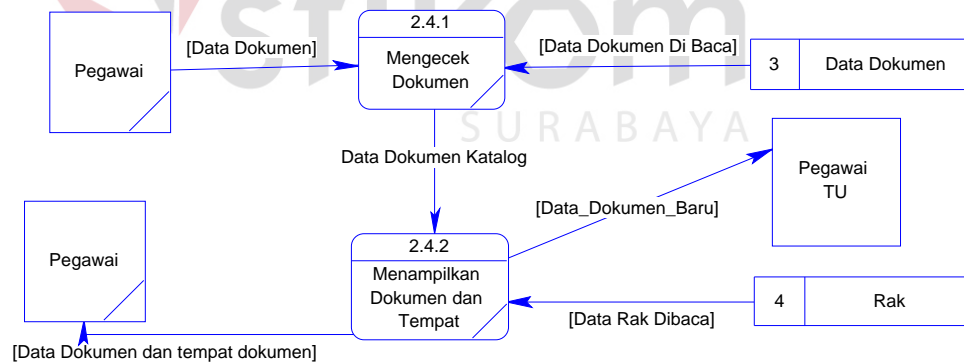 stikom
SURABAYA
2.4.1
[Data Dokumen]
[Data Dokumen Di Baca]
Pegawai
Mengecek
Dokumen
3
Data Dokumen
Data Dokumen Katalog
Pegawai
TU
[Data_Dokumen_Baru]
2.4.2
Pegawai
Menampilkan
Dokumen dan
Tempat
4
Rak
[Data Rak Dibaca]
[Data Dokumen dan tempat dokumen]